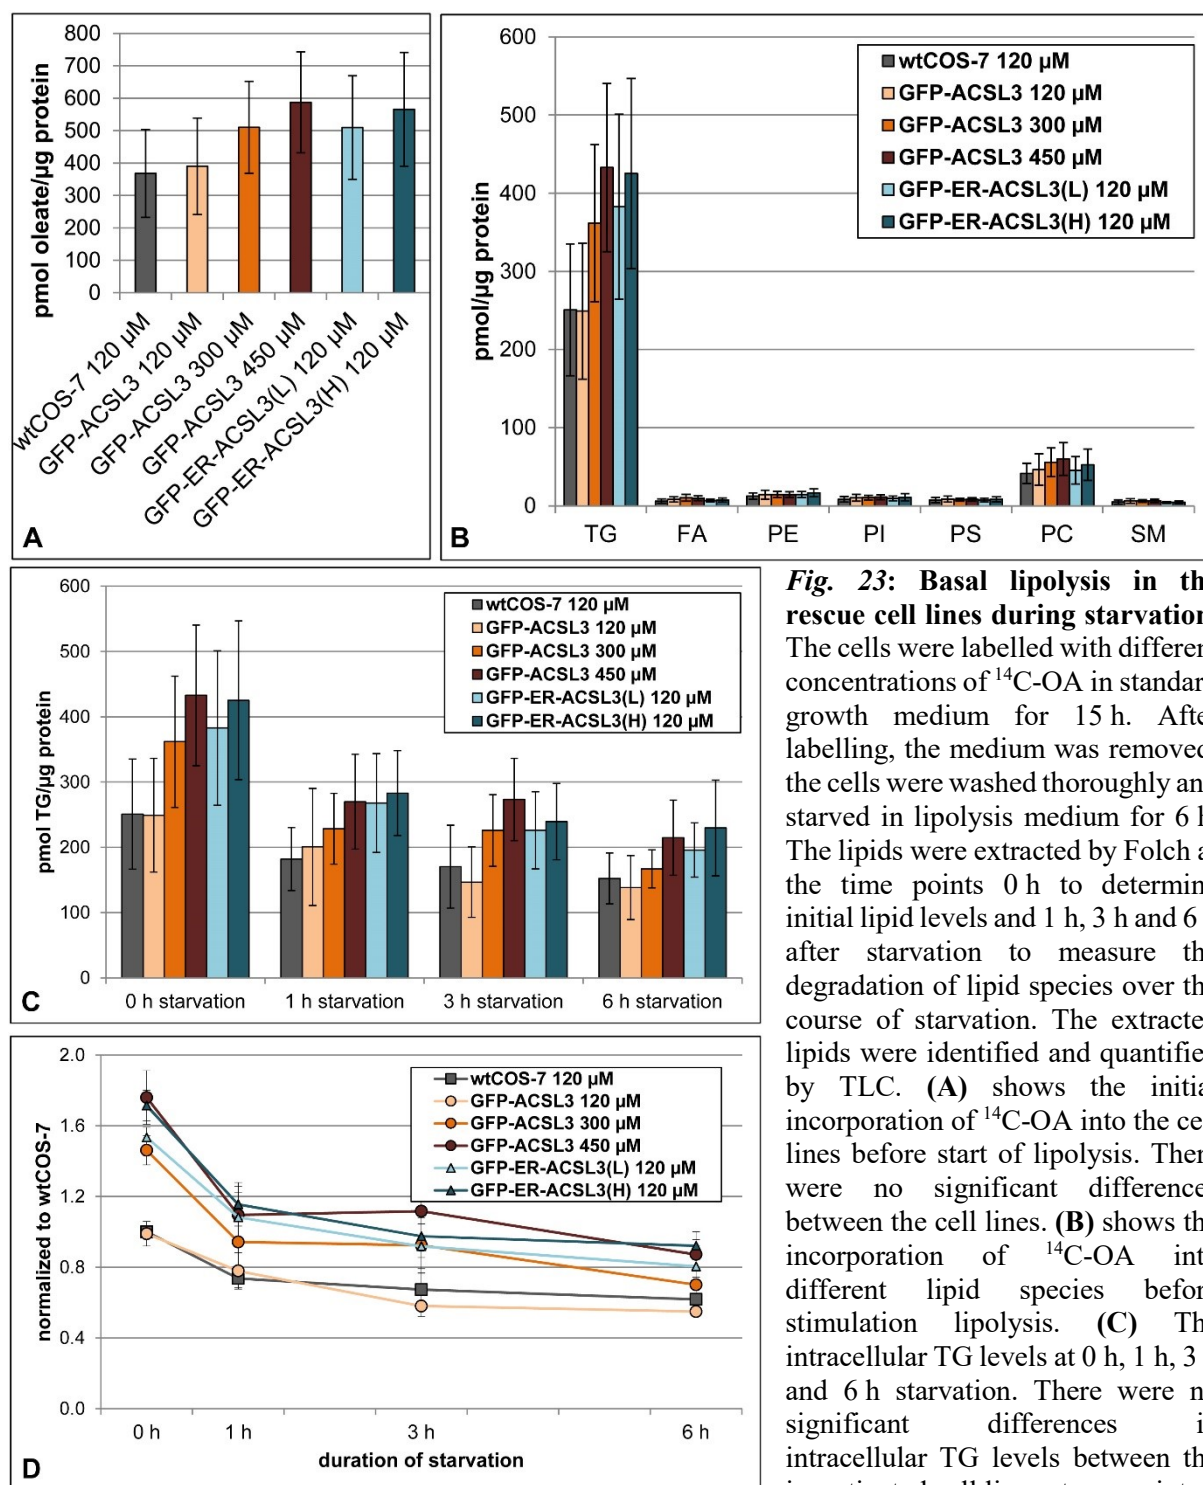 800
700
600
500
400
300
200
100
0
pmol oleate/µg protein
wtCOS-7 120 µM
GFP-ACSL3 120 µM
GFP-ACSL3 300 µM
GFP-ACSL3 450 µM
GFP-ER-ACSL3(L) 120 µM
GFP-ER-ACSL3(H) 120 µM
A
600
500
400
300
200
100
0
pmol/µg protein
wtCOS-7 120 µM
GFP-ACSL3 120 µM
GFP-ACSL3 300 µM
GFP-ACSL3 450 µM
GFP-ER-ACSL3(L) 120 µM
GFP-ER-ACSL3(H) 120 µM
TG FA PE PI PS PC SM
B
600
500
400
300
200
100
0
pmol TG/µg protein
wtCOS-7 120 µM
GFP-ACSL3 120 µM
GFP-ACSL3 300 µM
GFP-ACSL3 450 µM
GFP-ER-ACSL3(L) 120 µM
GFP-ER-ACSL3(H) 120 µM
0 h starvation 1 h starvation 3 h starvation 6 h starvation
C
2.0
1.6
1.2
0.8
0.4
0.0
normalized to wtCOS-7
wtCOS-7 120 µM
GFP-ACSL3 120 µM
GFP-ACSL3 300 µM
GFP-ACSL3 450 µM
GFP-ER-ACSL3(L) 120 µM
GFP-ER-ACSL3(H) 120 µM
0 h 1 h 3 h 6 h
duration of starvation
D
Fig. 23: Basal lipolysis in th
rescue cell lines during starvation
The cells were labelled with differen
concentrations of 14C-OA in standar
growth medium for 15 h. Afte
labelling, the medium was removed
the cells were washed thoroughly an
starved in lipolysis medium for 6 h
The lipids were extracted by Folch a
the time points 0 h to determin
initial lipid levels and 1 h, 3 h and 6
after starvation to measure th
degradation of lipid species over th
course of starvation. The extracte
lipids were identified and quantifie
by TLC. (A) shows the initia
incorporation of 14C-OA into the cel
lines before start of lipolysis. Ther
were no significant difference
between the cell lines. (B) shows th
incorporation of 14C-OA int
different lipid species befor
stimulation lipolysis. (C) Th
intracellular TG levels at 0 h, 1 h, 3
and 6 h starvation. There were n
significant differences i
intracellular TG levels between th